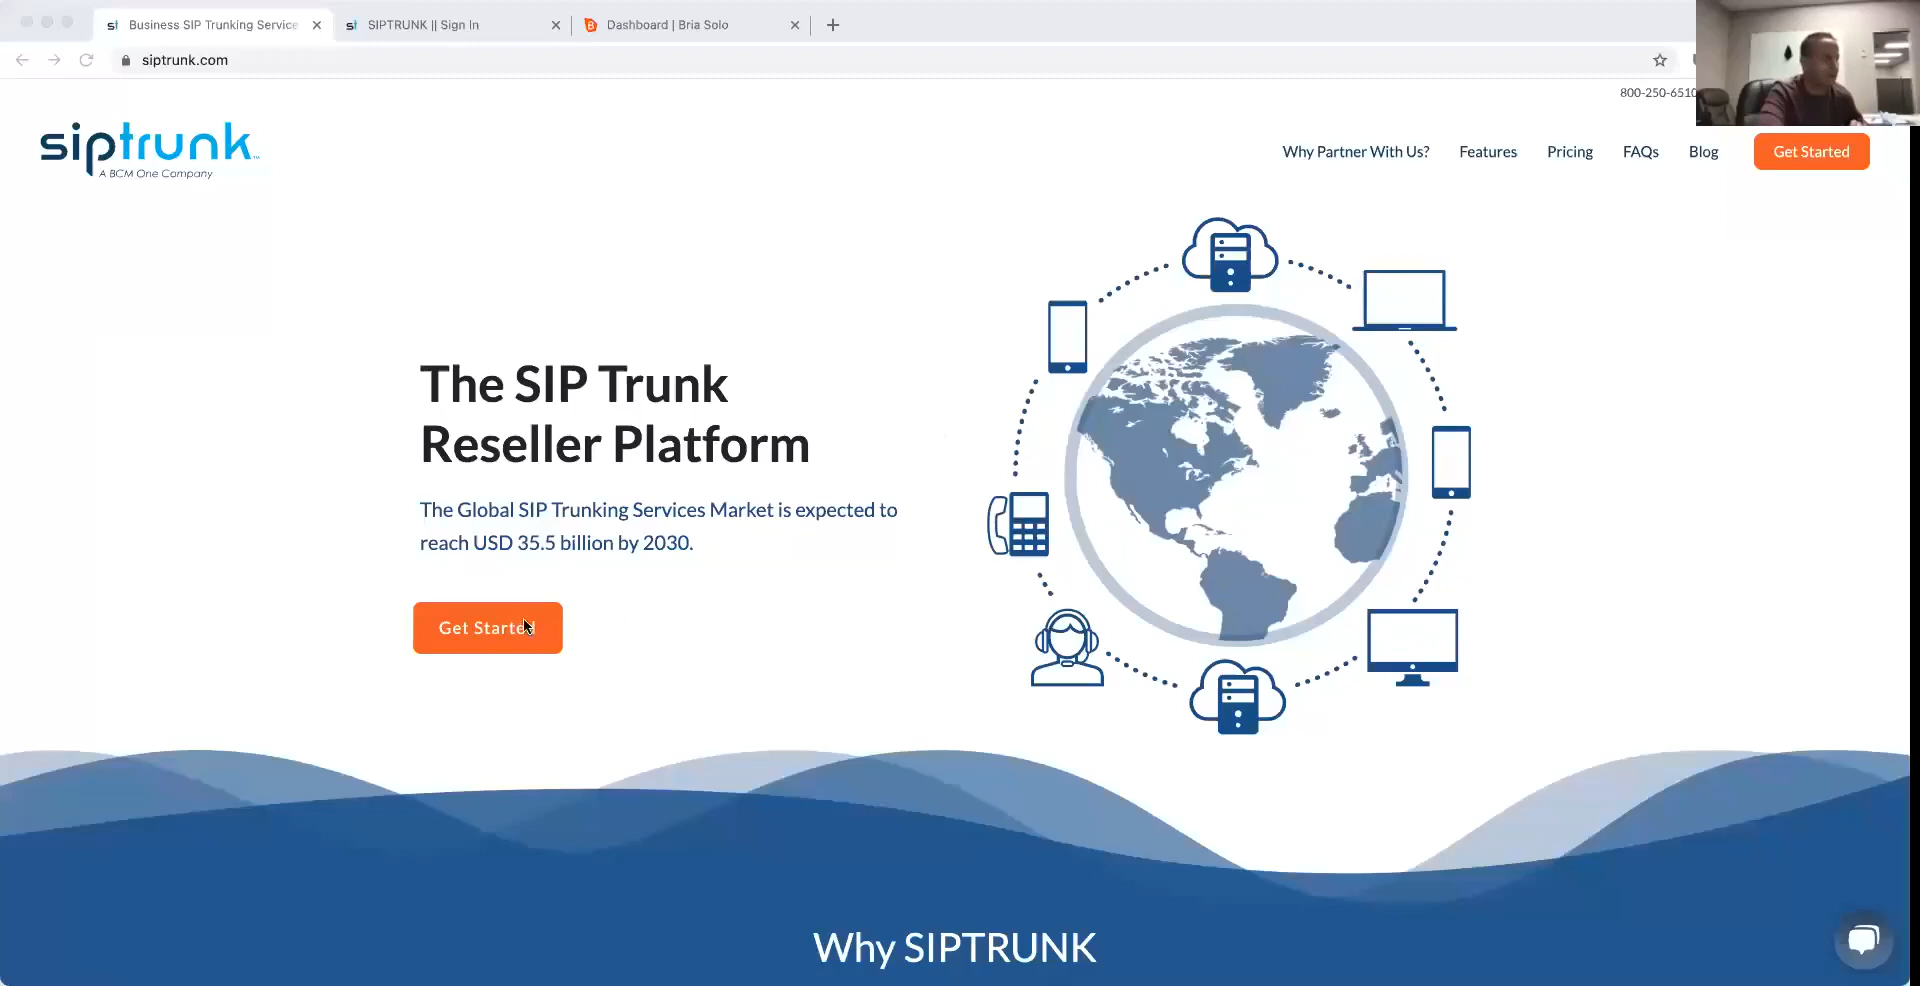 Business SIP Trunking Service
SIPTRUNK || Sign In
Dashboard | Bria Solo
siptrunk.com
800-250-6510
siptrunk
A BCM One Company
Why Partner With Us?
Features
Pricing
FAQs
Blog
Get Started
The SIP Trunk
Reseller Platform
The Global SIP Trunking Services Market is expected to
reach USD 35.5 billion by 2030.
Get Started
Why SIPTRUNK